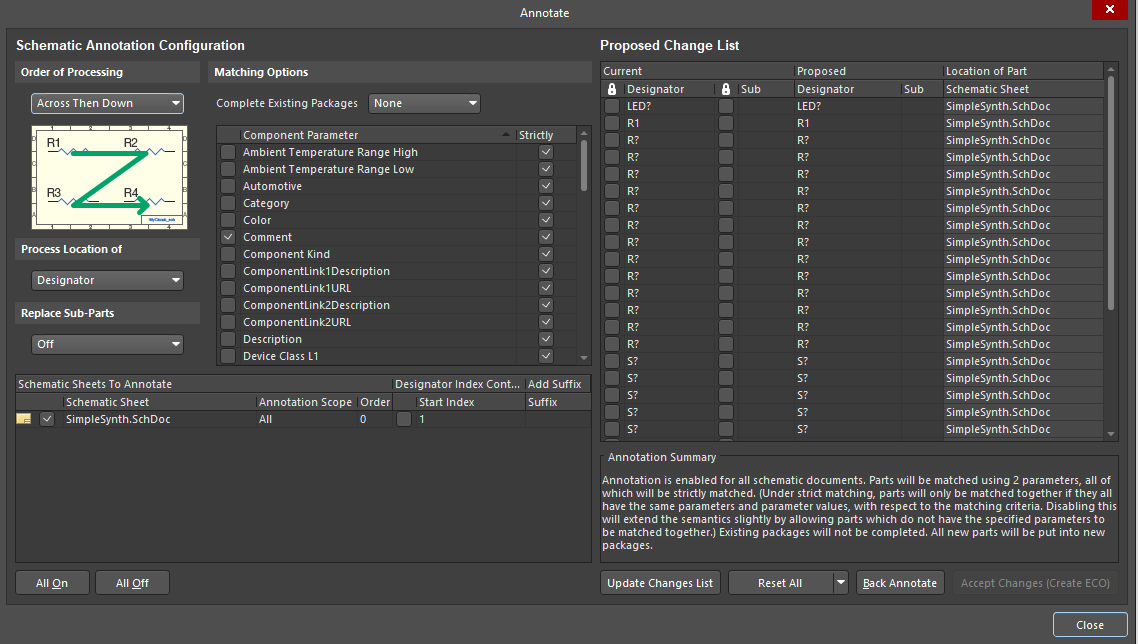 Annotate
Schematic Annotation Configuration
Order of Processing
Across Then Down
1 2 3 4
R1 R2
R3 R4
1 2 3 4
Process Location of
Designator
Replace Sub-Parts
Off
Matching Options
Complete Existing Packages None
Component Parameter Strictly
Ambient Temperature Range High
Ambient Temperature Range Low
Automotive
Category
Color
Comment
Component Kind
ComponentLink1Description
ComponentLink1URL
ComponentLink2Description
ComponentLink2URL
Description
Device Class L1
Schematic Sheets To Annotate Designator Index Cont... Add Suffix
Schematic Sheet Annotation Scope Order Start Index Suffix
SimpleSynth.SchDoc All 0 1
All On All Off
Proposed Change List
Current Proposed Location of Part
Designator Sub Designator Sub Schematic Sheet
LED? LED? SimpleSynth.SchDoc
R1 R1 SimpleSynth.SchDoc
R? R? SimpleSynth.SchDoc
R? R? SimpleSynth.SchDoc
R? R? SimpleSynth.SchDoc
R? R? SimpleSynth.SchDoc
R? R? SimpleSynth.SchDoc
R? R? SimpleSynth.SchDoc
R? R? SimpleSynth.SchDoc
R? R? SimpleSynth.SchDoc
R? R? SimpleSynth.SchDoc
R? R? SimpleSynth.SchDoc
R? R? SimpleSynth.SchDoc
R? R? SimpleSynth.SchDoc
R? R? SimpleSynth.SchDoc
S? S? SimpleSynth.SchDoc
S? S? SimpleSynth.SchDoc
S? S? SimpleSynth.SchDoc
S? S? SimpleSynth.SchDoc
S? S? SimpleSynth.SchDoc
Annotation Summary
Annotation is enabled for all schematic documents. Parts will be matched using 2 parameters, all of
which will be strictly matched. (Under strict matching, parts will only be matched together if they all
have the same parameters and parameter values, with respect to the matching criteria. Disabling this
will extend the semantics slightly by allowing parts which do not have the specified parameters to
be matched together.) Existing packages will not be completed. All new parts will be put into new
packages.
Update Changes List Reset All Back Annotate Accept Changes (Create ECO)
Close